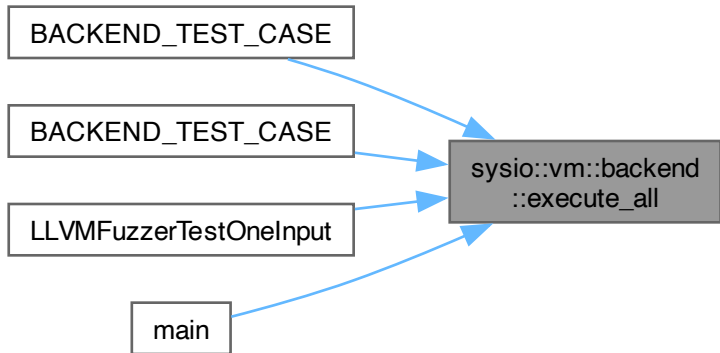 BACKEND_TEST_CASE
BACKEND_TEST_CASE
sysio::vm::backend
::execute_all
LLVMFuzzerTestOneInput
main